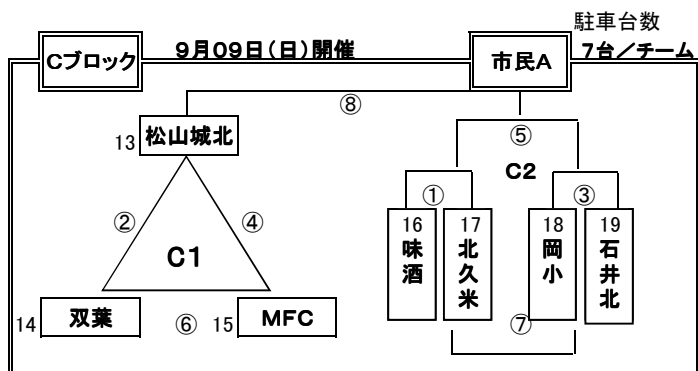 駐車台数
Cブロック
9月09日(日)開催
市民A
7台/チーム
⑧
13 松山城北
⑤
C2
① ③
② ④
C1
16 味酒
17 北久米
18 岡小
19 石井北
14 双葉
⑥
15 MFC
⑦